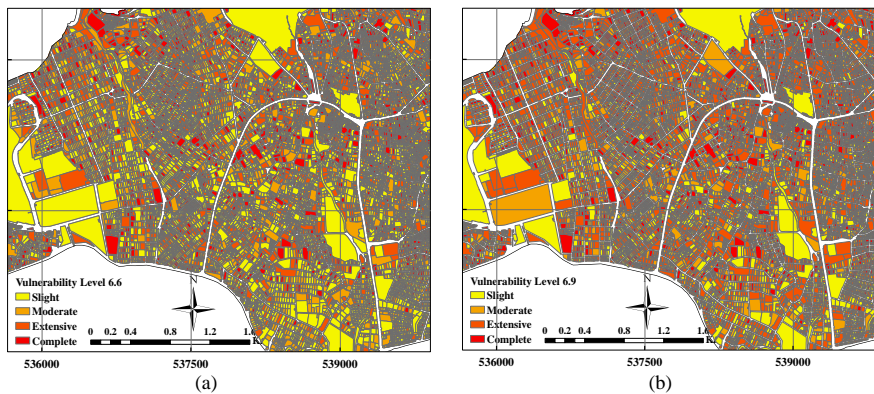 Vulnerability Level 6.6
Slight
Moderate
Extensive
Complete
N
0 0.2 0.4 0.8 1.2 1.6
K
536000 537500 539000
(a)
Vulnerability Level 6.9
Slight
Moderate
Extensive
Complete
N
0 0.2 0.4 0.8 1.2 1.6
K
536000 537500 539000
(b)